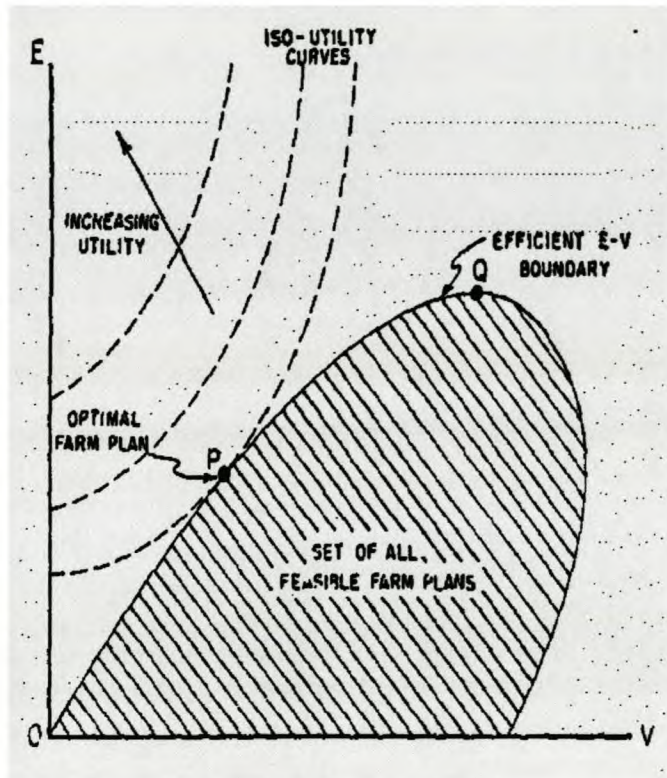 ISO-UTILITY
CURVES
E
INCREASING
UTILITY
EFFICIENT E-V
BOUNDARY
Q
OPTIMAL
FARM PLAN
P
SET OF ALL
FEASIBLE FARM PLANS
O
V